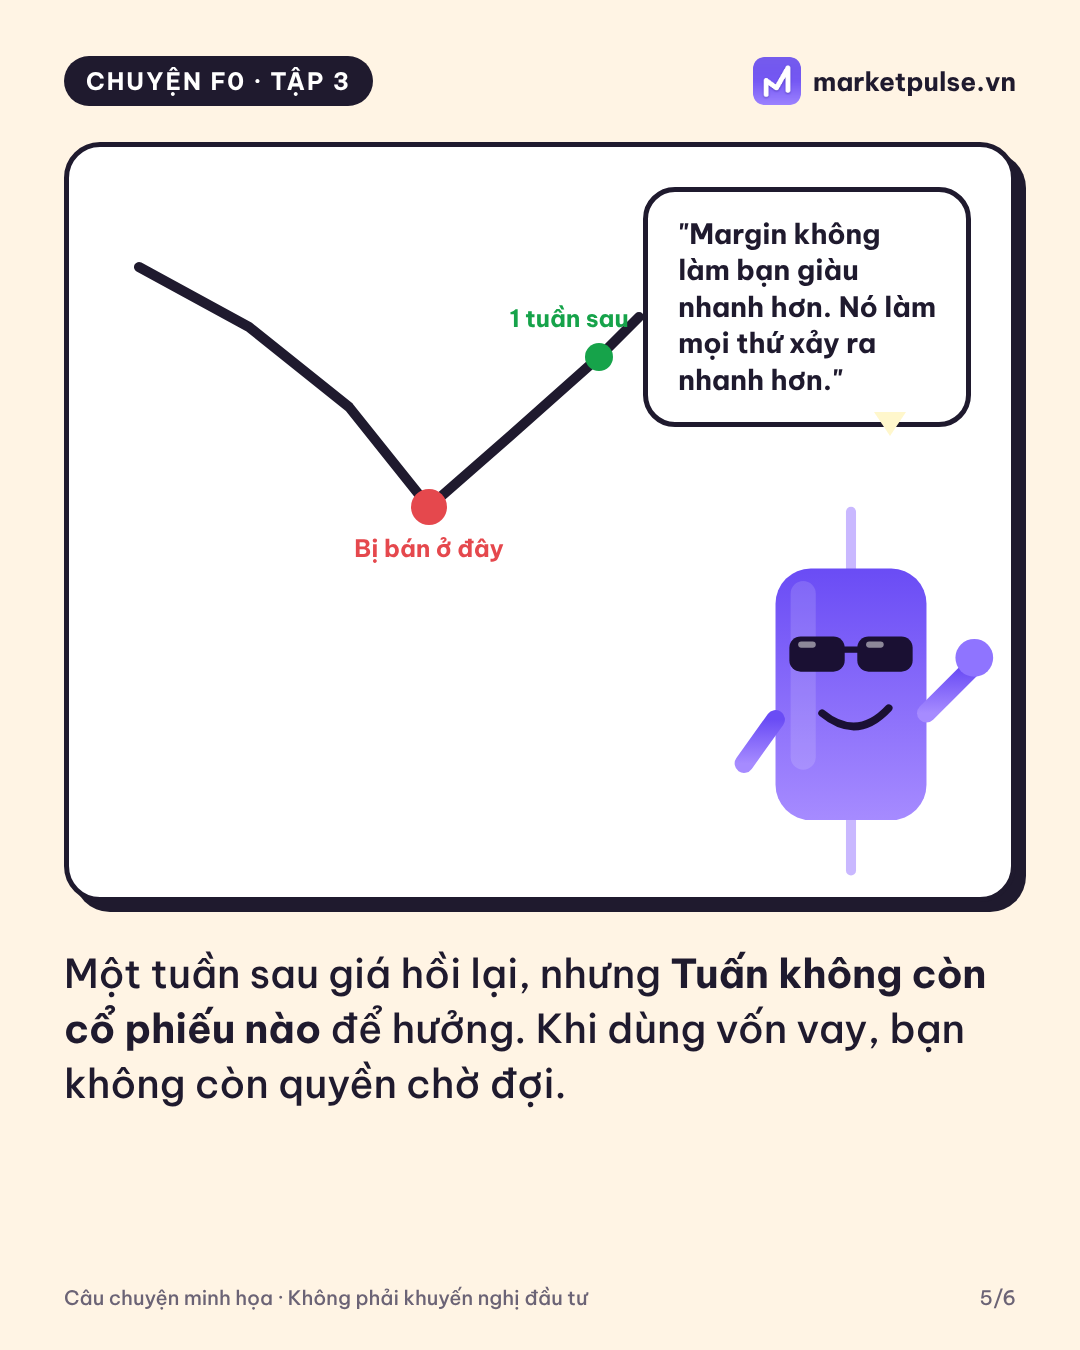 CHUYỆN F0 · TẬP 3
marketpulse.vn
"Margin không
làm bạn giàu
nhanh hơn. Nó làm
mọi thứ xảy ra
nhanh hơn."
1 tuần sau
Bị bán ở đây
Một tuần sau giá hồi lại, nhưng Tuấn không còn
cổ phiếu nào để hưởng. Khi dùng vốn vay, bạn
không còn quyền chờ đợi.
Câu chuyện minh họa · Không phải khuyến nghị đầu tư
5/6